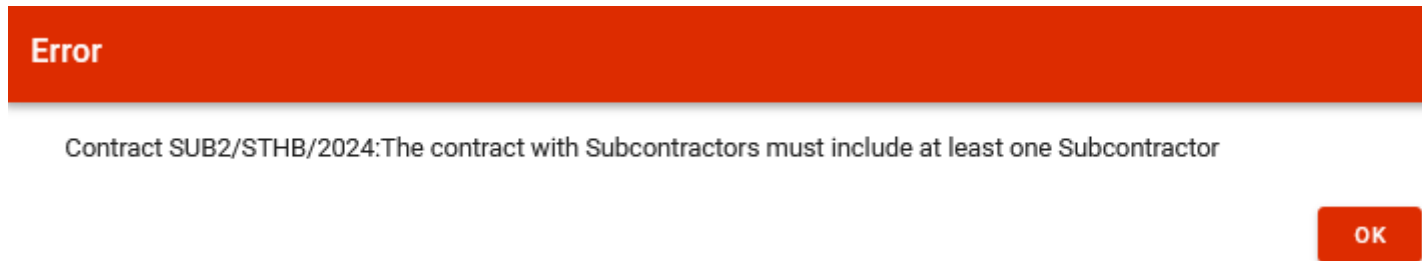 Error
Contract SUB2/STHB/2024:The contract with Subcontractors must include at least one Subcontractor
OK